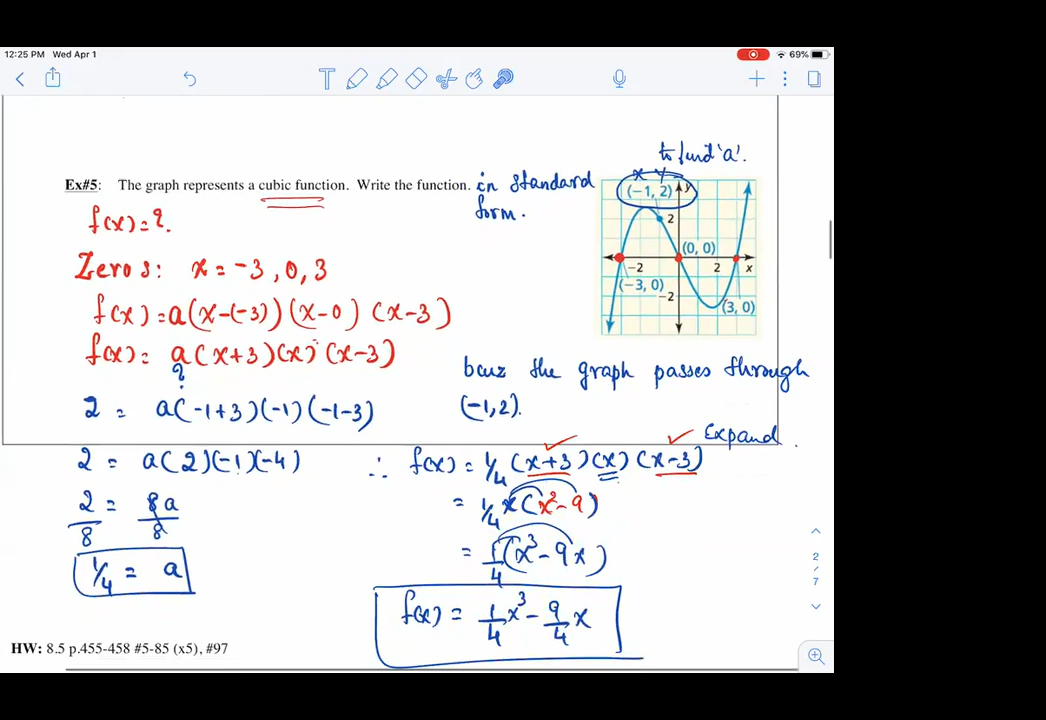 12:25 PM Wed Apr 1
69%
to find 'a'.
x y
Ex#5: The graph represents a cubic function. Write the function. in standard form.
(-1, 2)
y
2
(0, 0)
-2
2
x
(-3, 0)
-2
(3, 0)
f(x)=?
Zeros: x = -3, 0, 3
f(x) = a(x-(-3))(x-0)(x-3)
f(x) = a(x+3)(x)(x-3)
?
bcuz the graph passes through
2 = a(-1+3)(-1)(-1-3)
(-1,2).
Expand.
2 = a(2)(-1)(-4)
∴ f(x) = 1/4 (x+3)(x)(x-3)
2/8 = 8a/8
= 1/4 x(x² - 9)
= 1/4 (x³ - 9x)
1/4 = a
f(x) = 1/4 x³ - 9/4 x
2
/
7
HW: 8.5 p.455-458 #5-85 (x5), #97